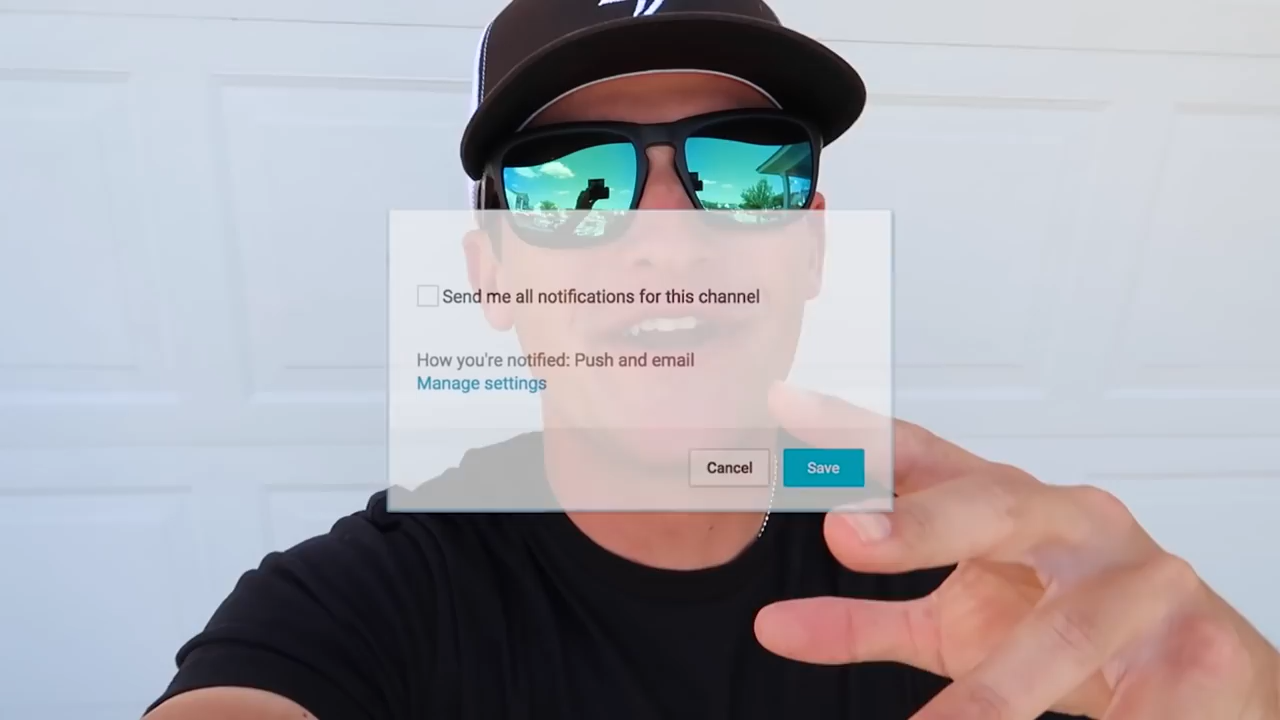 Send me all notifications for this channel
How you're notified: Push and email
Manage settings
Cancel
Save